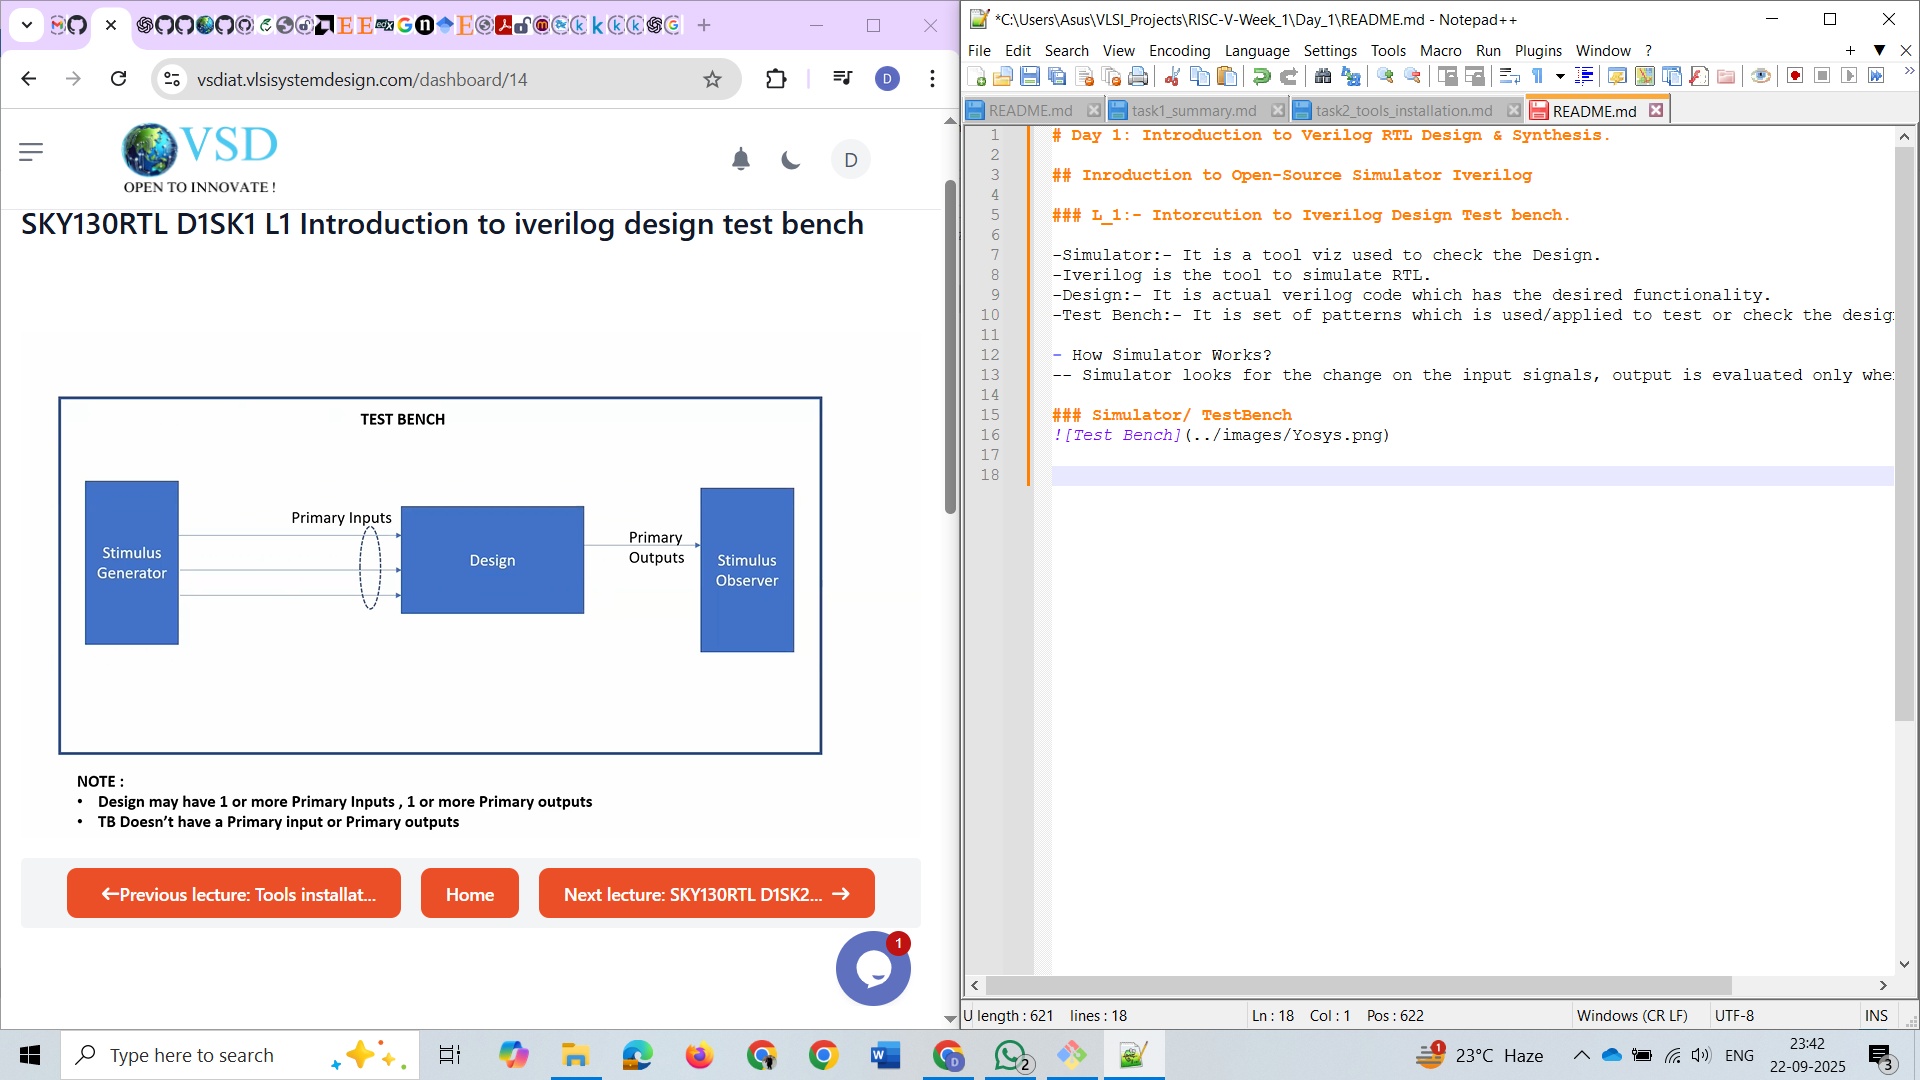 vsdiat.vlsisystemdesign.com/dashboard/14
D
VSD
OPEN TO INNOVATE !
D
SKY130RTL D1SK1 L1 Introduction to iverilog design test bench
TEST BENCH
Stimulus
Generator
Primary Inputs
Design
Primary
Outputs
Stimulus
Observer
NOTE :
• Design may have 1 or more Primary Inputs , 1 or more Primary outputs
• TB Doesn't have a Primary input or Primary outputs
←Previous lecture: Tools installat...
Home
Next lecture: SKY130RTL D1SK2... →
1
*C:\Users\Asus\VLSI_Projects\RISC-V-Week_1\Day_1\README.md - Notepad++
File Edit Search View Encoding Language Settings Tools Macro Run Plugins Window ?
README.md task1_summary.md task2_tools_installation.md README.md
1 # Day 1: Introduction to Verilog RTL Design & Synthesis.
2
3 ## Inroduction to Open-Source Simulator Iverilog
4
5 ### L_1:- Intorcution to Iverilog Design Test bench.
6
7 -Simulator:- It is a tool viz used to check the Design.
8 -Iverilog is the tool to simulate RTL.
9 -Design:- It is actual verilog code which has the desired functionality.
10 -Test Bench:- It is set of patterns which is used/applied to test or check the desig
11
12 - How Simulator Works?
13 -- Simulator looks for the change on the input signals, output is evaluated only whe
14
15 ### Simulator/ TestBench
16 ![Test Bench](../images/Yosys.png)
17
18
U length : 621 lines : 18 Ln : 18 Col : 1 Pos : 622 Windows (CR LF) UTF-8 INS
Type here to search
2
1
23°C Haze
ENG
23:42
22-09-2025
3